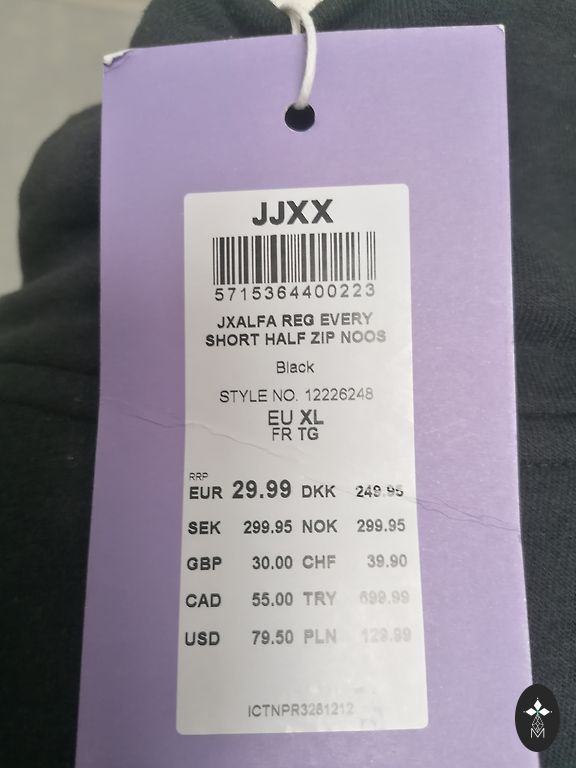 JJXX
5715364400223
JXALFA REG EVERY
SHORT HALF ZIP NOOS
Black
STYLE NO. 12226248
EU XL
FR TG
RRP
EUR 29.99 DKK 249.95
SEK 299.95 NOK 299.95
GBP 30.00 CHF 39.90
CAD 55.00 TRY 699.99
USD 79.50 PLN 129.99
ICTNPR3281212